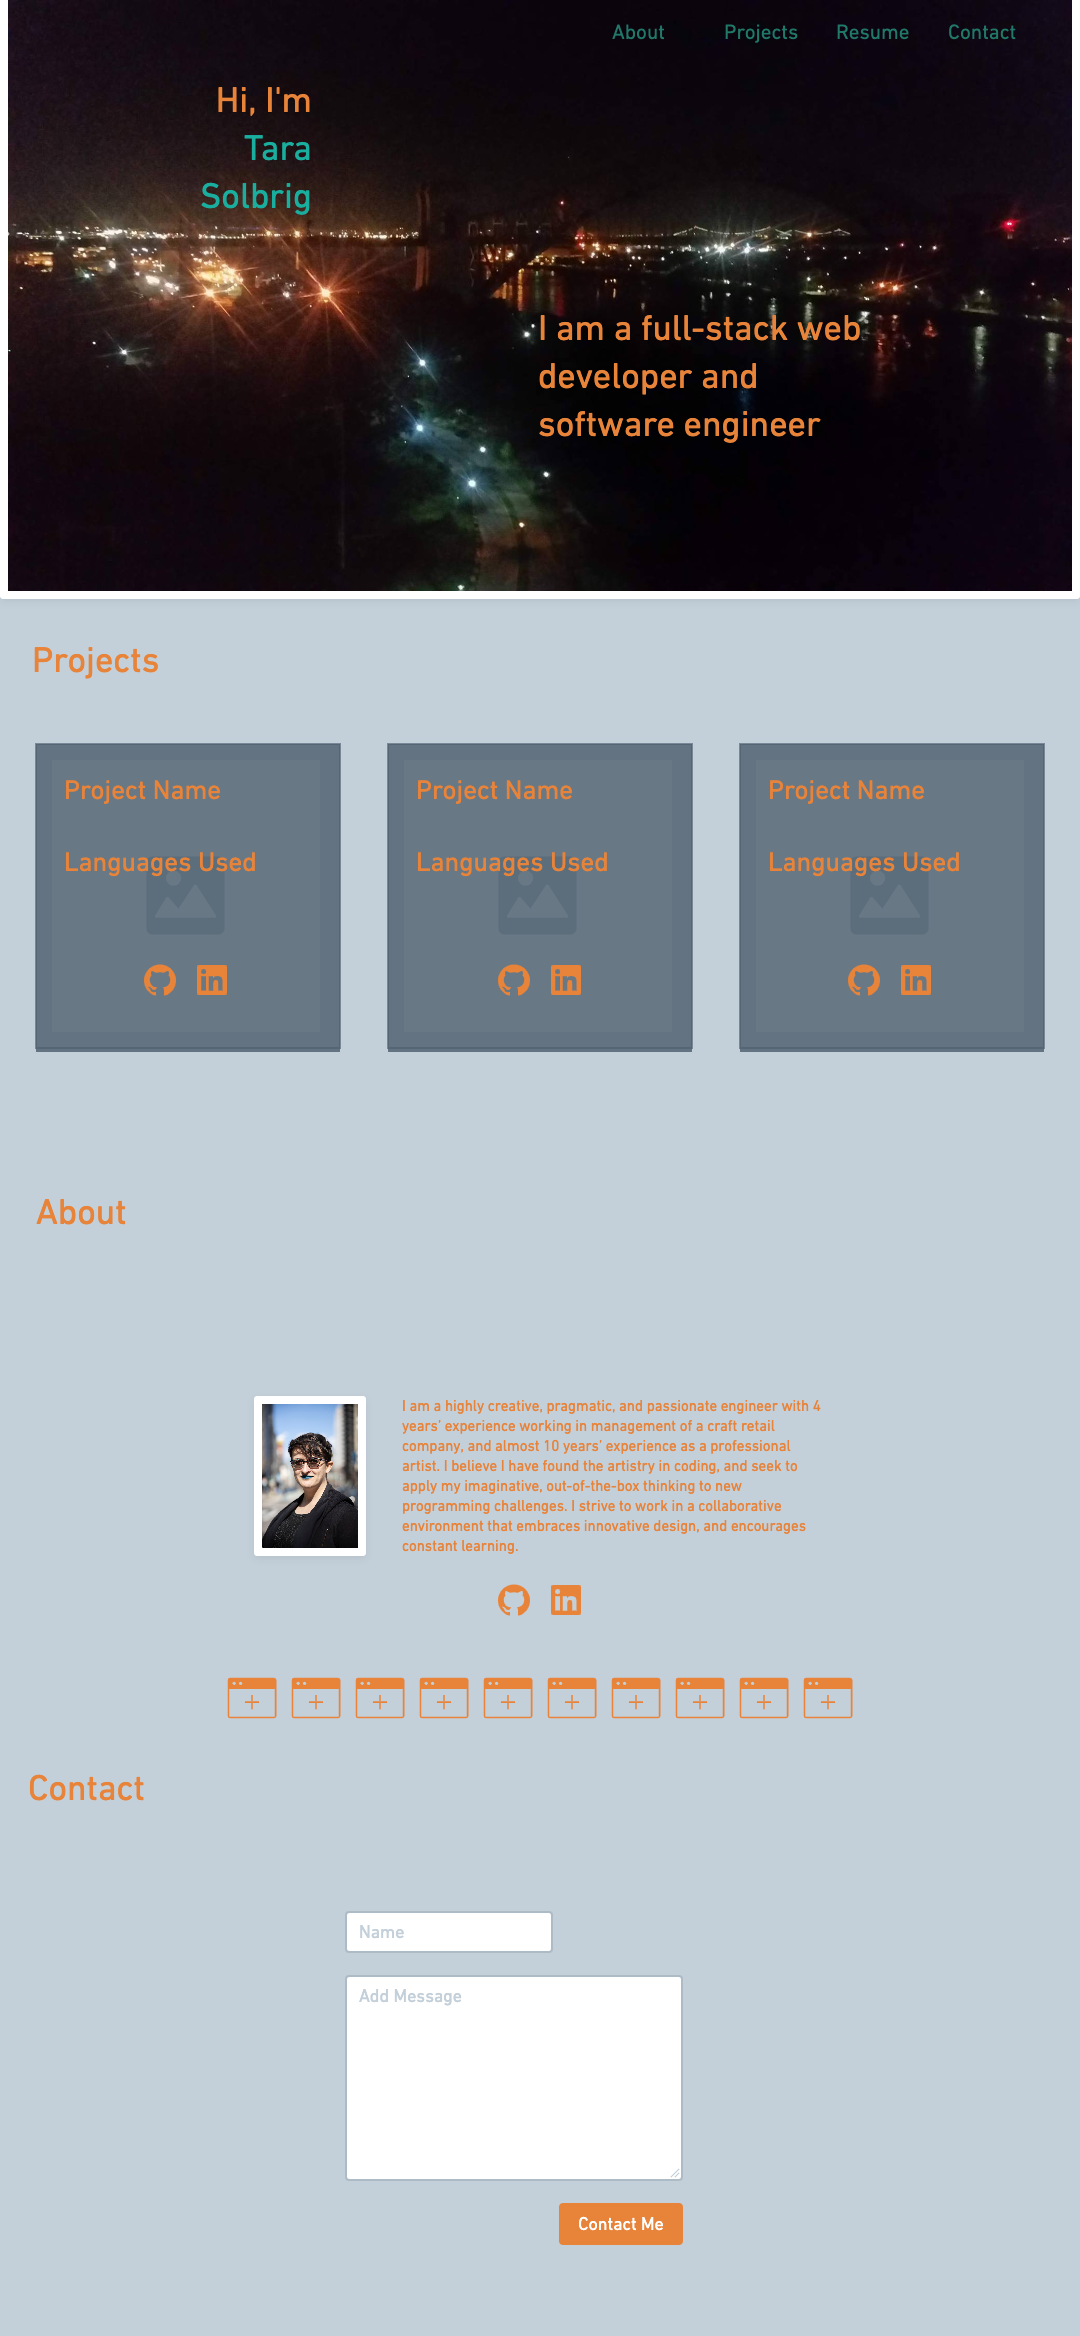 About Projects Resume Contact
Hi, I'm
Tara
Solbrig
I am a full-stack web
developer and
software engineer
Projects
Project Name
Languages Used
in
Project Name
Languages Used
in
Project Name
Languages Used
in
About
I am a highly creative, pragmatic, and passionate engineer with 4
years' experience working in management of a craft retail
company, and almost 10 years' experience as a professional
artist. I believe I have found the artistry in coding, and seek to
apply my imaginative, out-of-the-box thinking to new
programming challenges. I strive to work in a collaborative
environment that embraces innovative design, and encourages
constant learning.
in
Contact
Name
Add Message
Contact Me